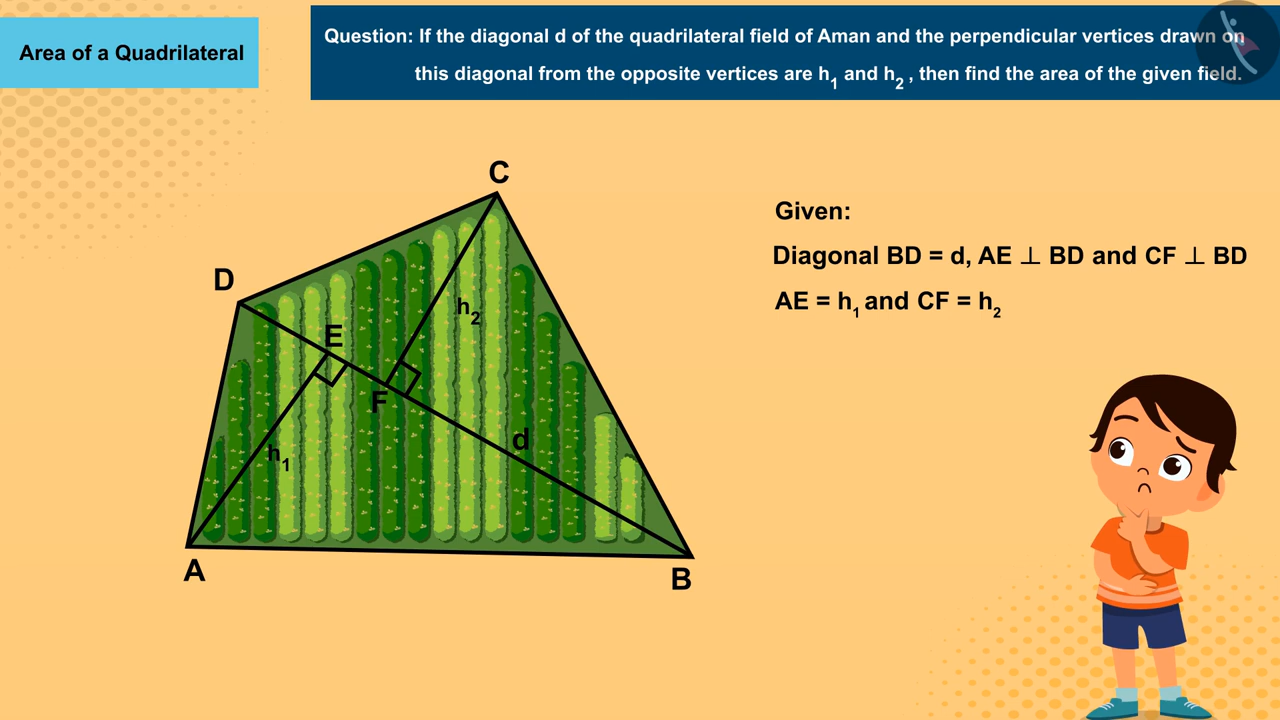 Area of a Quadrilateral
Question: If the diagonal d of the quadrilateral field of Aman and the perpendicular vertices drawn on
this diagonal from the opposite vertices are h₁ and h₂ , then find the area of the given field.
C
Given:
Diagonal BD = d, AE ⊥ BD and CF ⊥ BD
D
AE = h₁ and CF = h₂
h₂
E
F
d
h₁
A
B